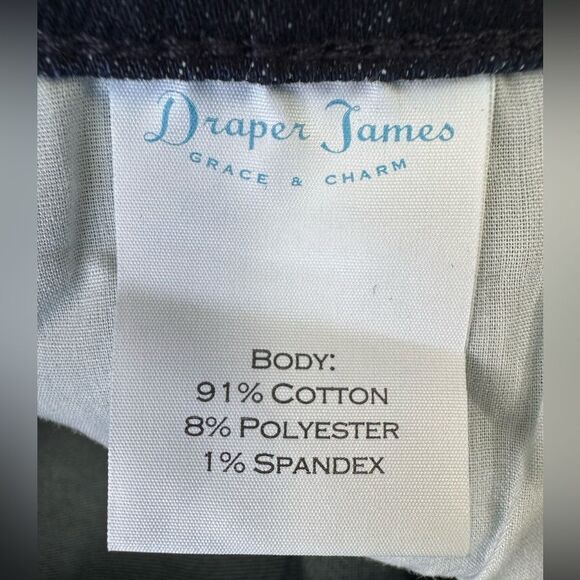 Draper James
GRACE & CHARM
BODY:
91% COTTON
8% POLYESTER
1% SPANDEX